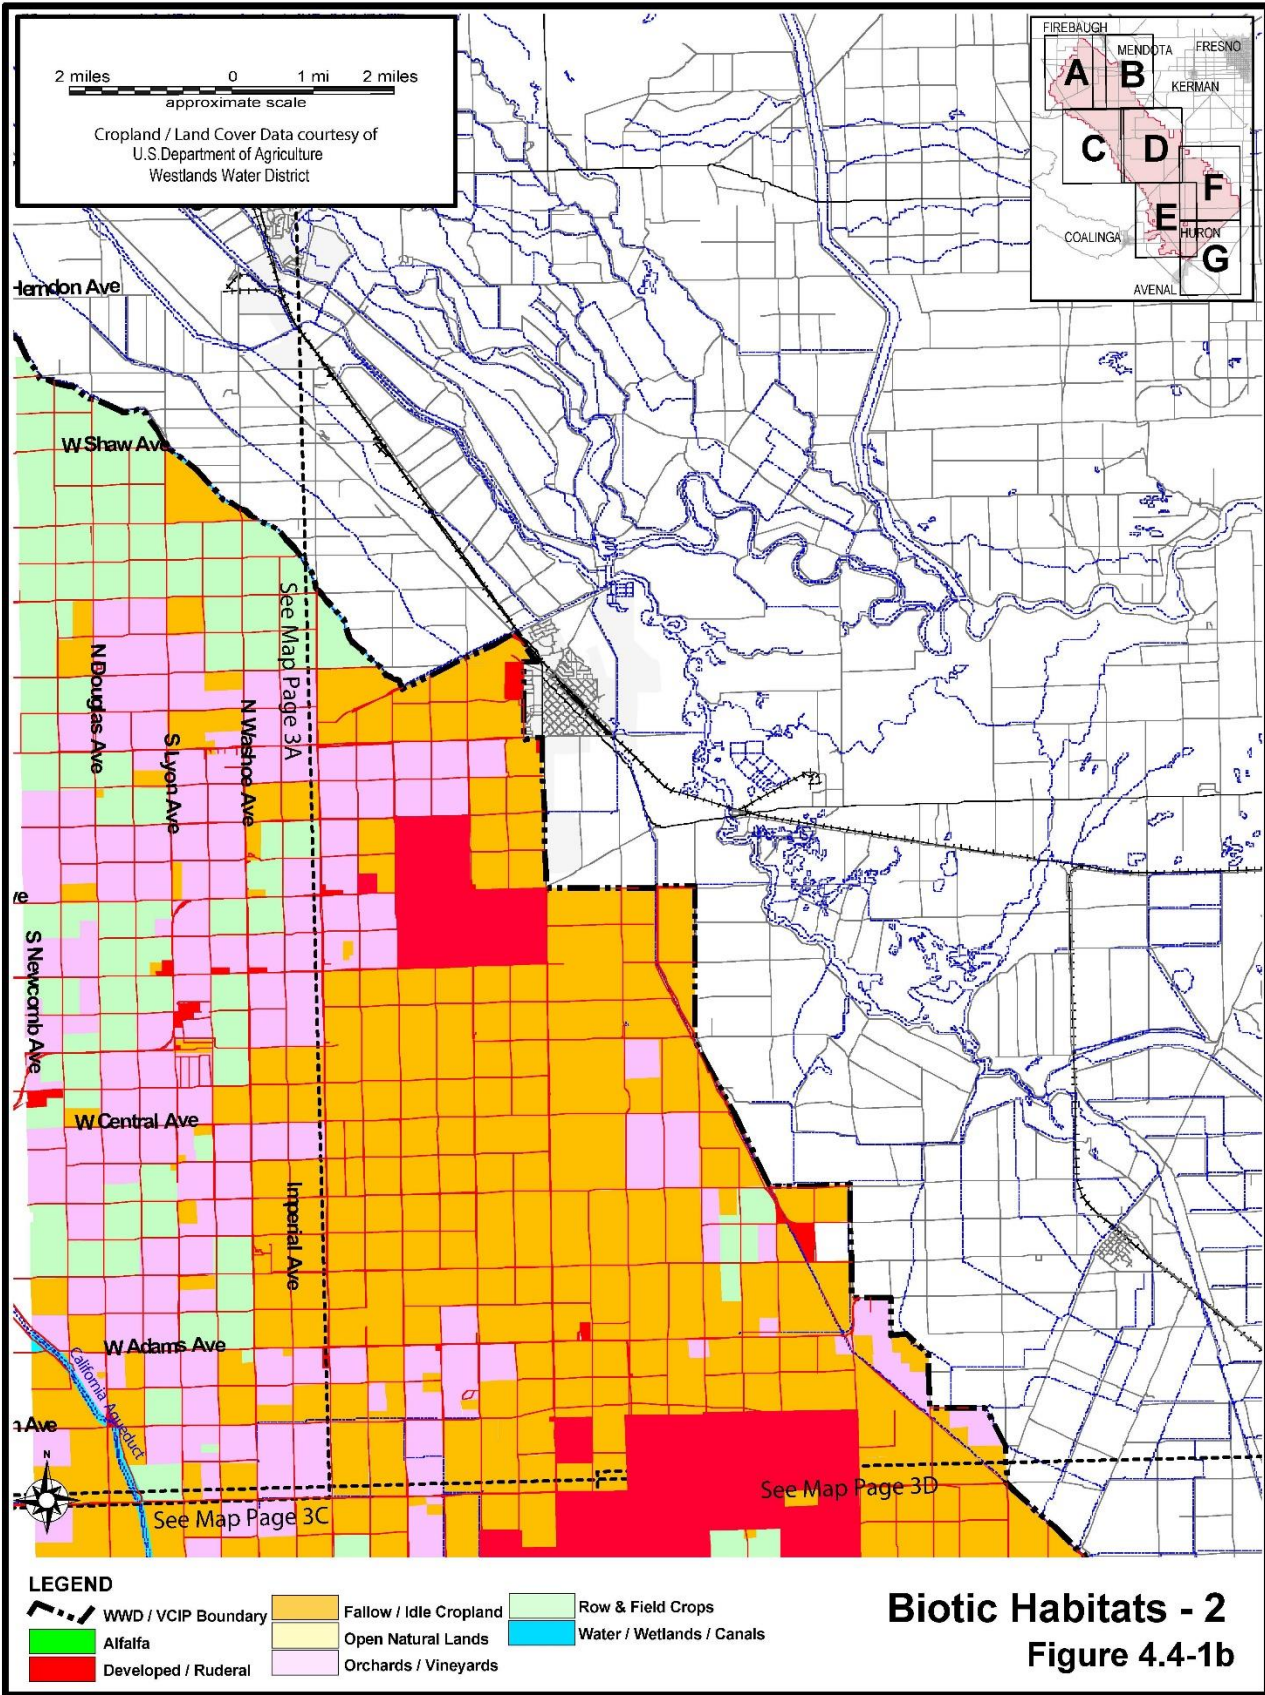 2 miles 0 1 mi 2 miles
approximate scale
Cropland / Land Cover Data courtesy of
U.S.Department of Agriculture
Westlands Water District
FIREBAUGH
MENDOTA
FRESNO
A
B
KERMAN
C
D
F
E
COALINGA
HURON
G
AVENAL
Herndon Ave
W Shaw Ave
See Map Page 3A
N Douglas Ave
N Washoe Ave
S Lyon Ave
ve
S Newcomb Ave
W Central Ave
Imperial Ave
W Adams Ave
California Aqueduct
n Ave
N
See Map Page 3D
See Map Page 3C
LEGEND
WWD / VCIP Boundary
Alfalfa
Developed / Ruderal
Fallow / Idle Cropland
Open Natural Lands
Orchards / Vineyards
Row & Field Crops
Water / Wetlands / Canals
Biotic Habitats - 2
Figure 4.4-1b